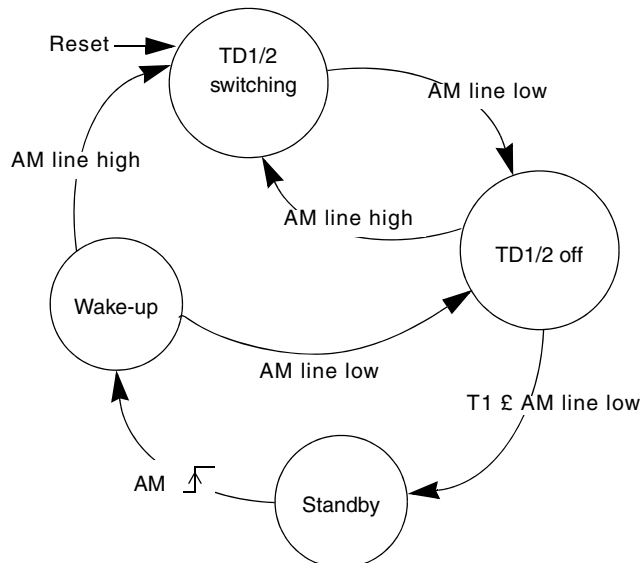 Reset
TD1/2
switching
AM line low
AM line high
AM line high
TD1/2 off
Wake-up
AM line low
T1 £ AM line low
AM
Standby